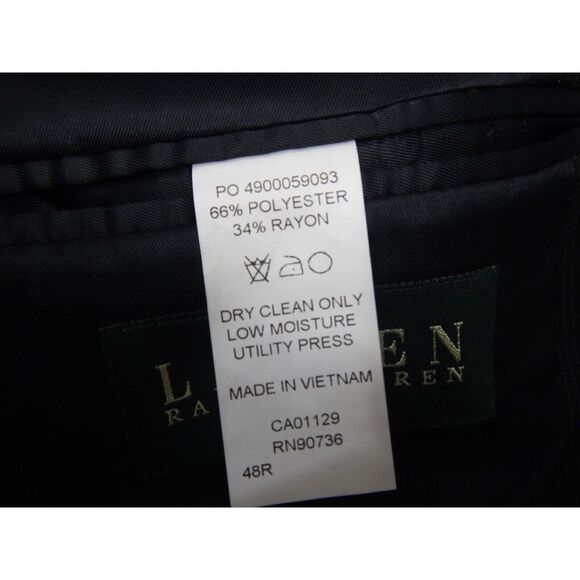 PO 4900059093
66% POLYESTER
34% RAYON
DRY CLEAN ONLY
LOW MOISTURE
UTILITY PRESS
MADE IN VIETNAM
CA01129
RN90736
48R